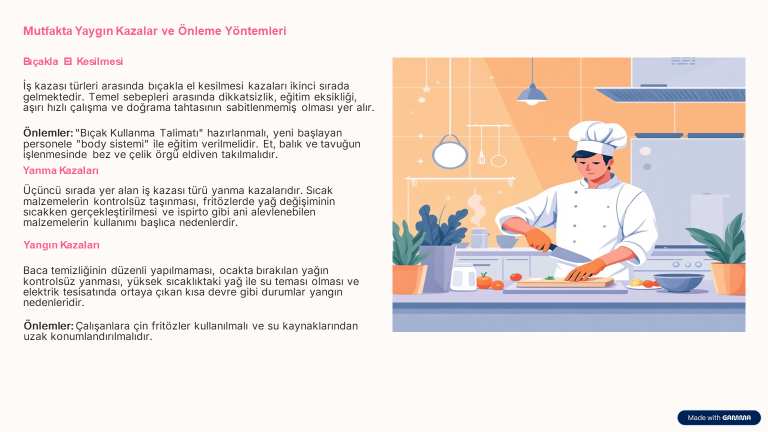 Mutfakta Yaygın Kazalar ve Önleme Yöntemleri
Bıçakla El Kesilmesi
İş kazası türleri arasında bıçakla el kesilmesi kazaları ikinci sırada
gelmektedir. Temel sebepleri arasında dikkatsizlik, eğitim eksikliği,
aşırı hızlı çalışma ve doğrama tahtasının sabitlenmemiş olması yer alır.
Önlemler: "Bıçak Kullanma Talimatı" hazırlanmalı, yeni başlayan
personele "body sistemi" ile eğitim verilmelidir. Et, balık ve tavuğun
işlenmesinde bez ve çelik örgü eldiven takılmalıdır.
Yanma Kazaları
Üçüncü sırada yer alan iş kazası türü yanma kazalarıdır. Sıcak
malzemelerin kontrolsüz taşınması, fritözlerde yağ değişiminin
sıcakken gerçekleştirilmesi ve ispirto gibi ani alevlenebilen
malzemelerin kullanımı başlıca nedenlerdir.
Yangın Kazaları
Baca temizliğinin düzenli yapılmaması, ocakta bırakılan yağın
kontrolsüz yanması, yüksek sıcaklıktaki yağ ile su teması olması ve
elektrik tesisatında ortaya çıkan kısa devre gibi durumlar yangın
nedenleridir.
Önlemler: Çalışanlara çin fritözler kullanılmalı ve su kaynaklarından
uzak konumlandırılmalıdır.
Made with GAMMA